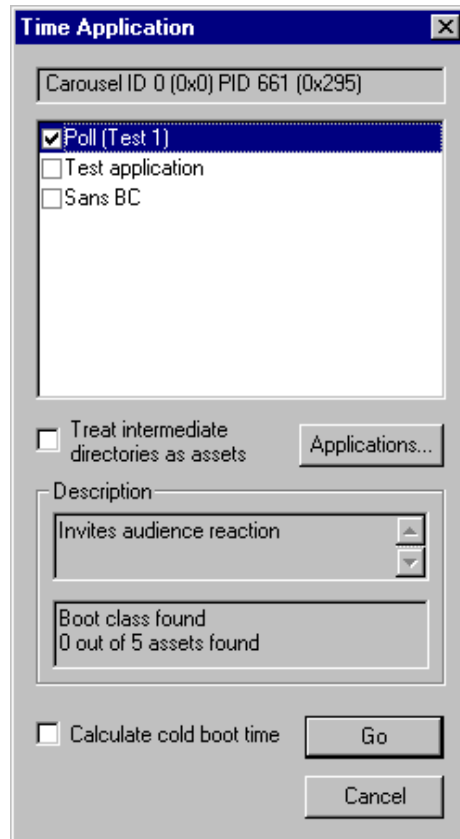 Time Application
Carousel ID 0 (0x0) PID 661 (0x295)
Poll (Test 1)
Test application
Sans BC
Treat intermediate
directories as assets
Applications...
Description
Invites audience reaction
Boot class found
0 out of 5 assets found
Calculate cold boot time
Go
Cancel